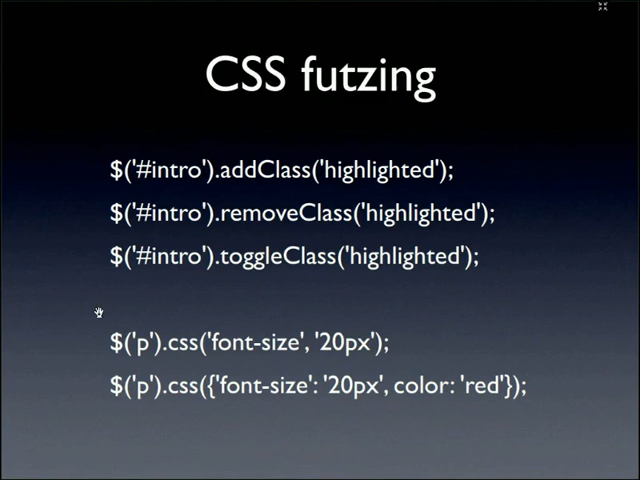 CSS futzing
$('#intro').addClass('highlighted');
$('#intro').removeClass('highlighted');
$('#intro').toggleClass('highlighted');
$('p').css('font-size', '20px');
$('p').css({'font-size': '20px', color: 'red'});